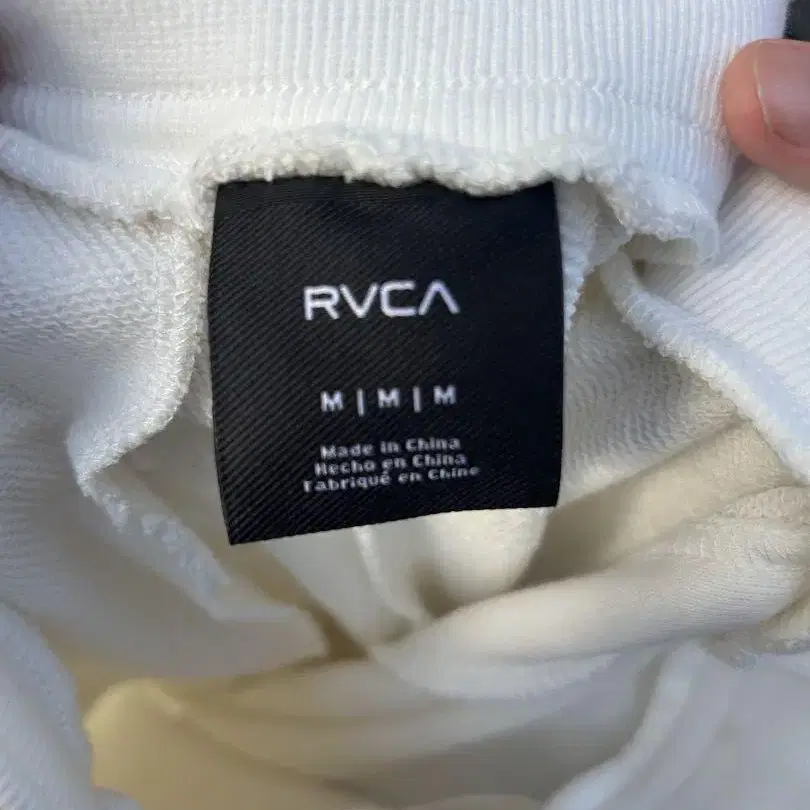 RVCA
M | M | M
Made in China
Hecho en China
Fabriqué en Chine